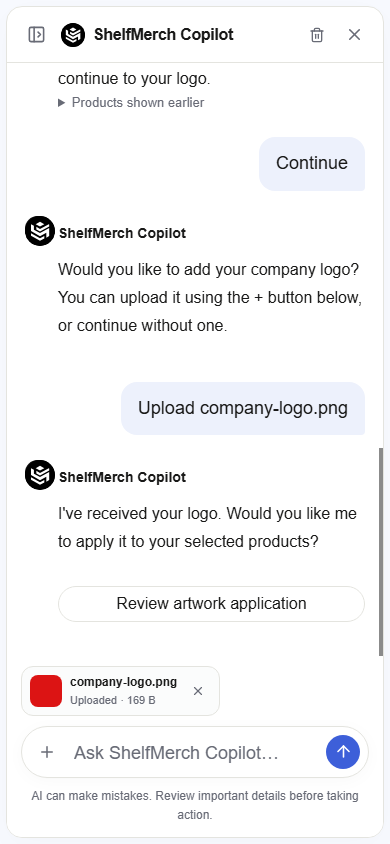 ShelfMerch Copilot
continue to your logo.
▶ Products shown earlier
Continue
ShelfMerch Copilot
Would you like to add your company logo?
You can upload it using the + button below,
or continue without one.
Upload company-logo.png
ShelfMerch Copilot
I've received your logo. Would you like me
to apply it to your selected products?
Review artwork application
company-logo.png
Uploaded · 169 B
Ask ShelfMerch Copilot…
AI can make mistakes. Review important details before taking
action.